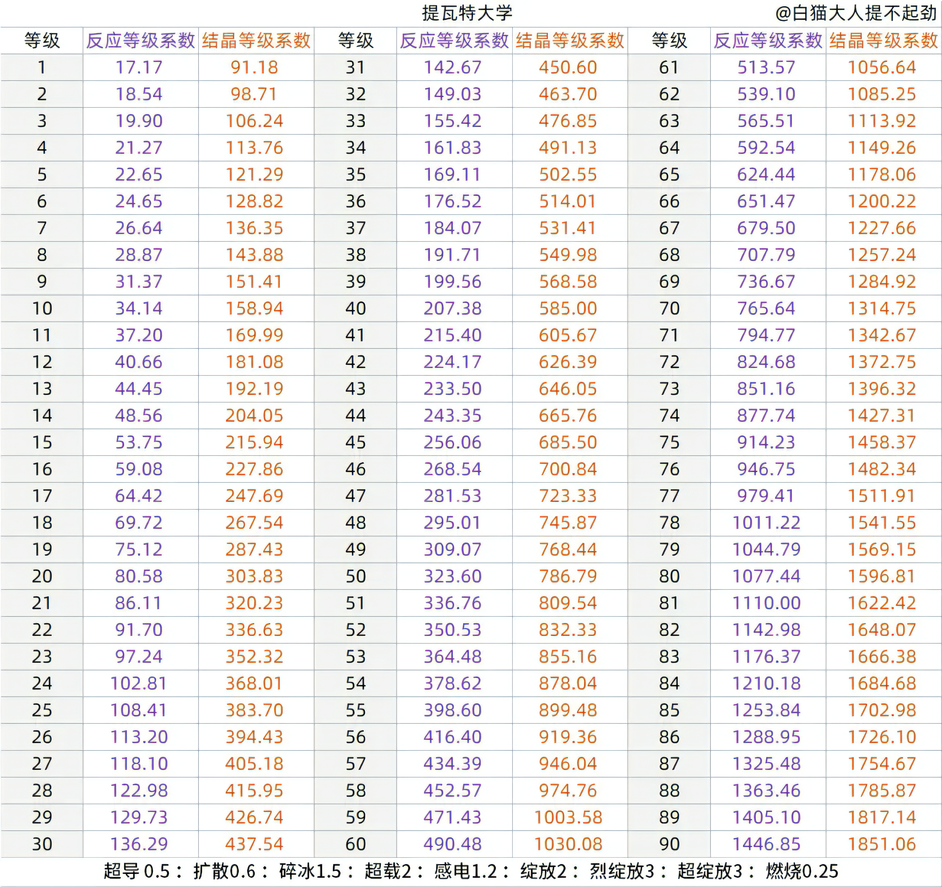 提瓦特大学 @白猫大人提不起劲
等级 反应等级系数 结晶等级系数 等级 反应等级系数 结晶等级系数 等级 反应等级系数 结晶等级系数
1 17.17 91.18 31 142.67 450.60 61 513.57 1056.64
2 18.54 98.71 32 149.03 463.70 62 539.10 1085.25
3 19.90 106.24 33 155.42 476.85 63 565.51 1113.92
4 21.27 113.76 34 161.83 491.13 64 592.54 1149.26
5 22.65 121.29 35 169.11 502.55 65 624.44 1178.06
6 24.65 128.82 36 176.52 514.01 66 651.47 1200.22
7 26.64 136.35 37 184.07 531.41 67 679.50 1227.66
8 28.87 143.88 38 191.71 549.98 68 707.79 1257.24
9 31.37 151.41 39 199.56 568.58 69 736.67 1284.92
10 34.14 158.94 40 207.38 585.00 70 765.64 1314.75
11 37.20 169.99 41 215.40 605.67 71 794.77 1342.67
12 40.66 181.08 42 224.17 626.39 72 824.68 1372.75
13 44.45 192.19 43 233.50 646.05 73 851.16 1396.32
14 48.56 204.05 44 243.35 665.76 74 877.74 1427.31
15 53.75 215.94 45 256.06 685.50 75 914.23 1458.37
16 59.08 227.86 46 268.54 700.84 76 946.75 1482.34
17 64.42 247.69 47 281.53 723.33 77 979.41 1511.91
18 69.72 267.54 48 295.01 745.87 78 1011.22 1541.55
19 75.12 287.43 49 309.07 768.44 79 1044.79 1569.15
20 80.58 303.83 50 323.60 786.79 80 1077.44 1596.81
21 86.11 320.23 51 336.76 809.54 81 1110.00 1622.42
22 91.70 336.63 52 350.53 832.33 82 1142.98 1648.07
23 97.24 352.32 53 364.48 855.16 83 1176.37 1666.38
24 102.81 368.01 54 378.62 878.04 84 1210.18 1684.68
25 108.41 383.70 55 398.60 899.48 85 1253.84 1702.98
26 113.20 394.43 56 416.40 919.36 86 1288.95 1726.10
27 118.10 405.18 57 434.39 946.04 87 1325.48 1754.67
28 122.98 415.95 58 452.57 974.76 88 1363.46 1785.87
29 129.73 426.74 59 471.43 1003.58 89 1405.10 1817.14
30 136.29 437.54 60 490.48 1030.08 90 1446.85 1851.06
超导 0.5 ： 扩散0.6 ： 碎冰1.5 ： 超载2 ： 感电1.2 ： 绽放2 ： 烈绽放3 ： 超绽放3 ： 燃烧0.25